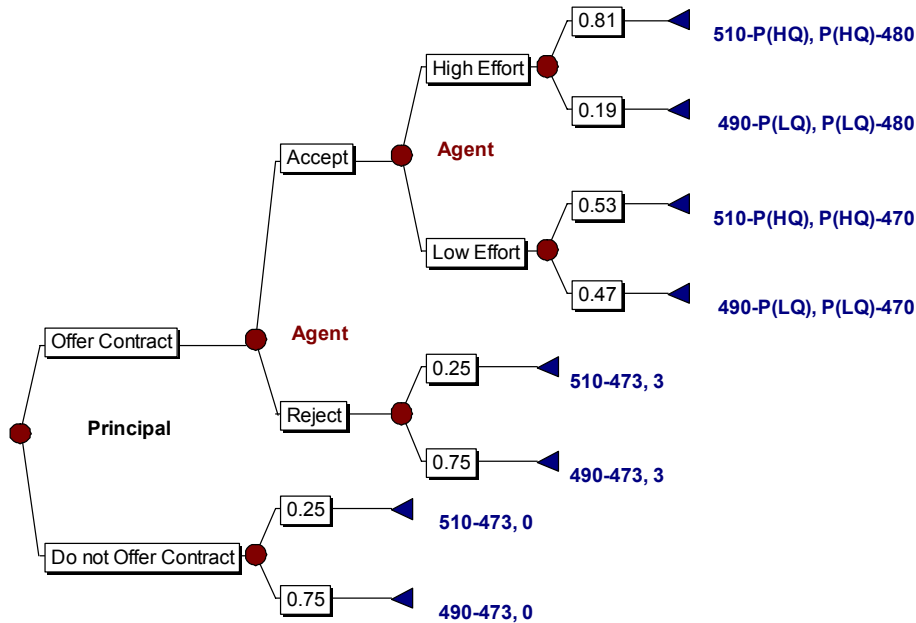 0.81
510-P(HQ), P(HQ)-480
High Effort
0.19
490-P(LQ), P(LQ)-480
Accept
Agent
0.53
510-P(HQ), P(HQ)-470
Low Effort
0.47
490-P(LQ), P(LQ)-470
Offer Contract
Agent
0.25
510-473, 3
Reject
0.75
490-473, 3
Principal
0.25
510-473, 0
Do not Offer Contract
0.75
490-473, 0